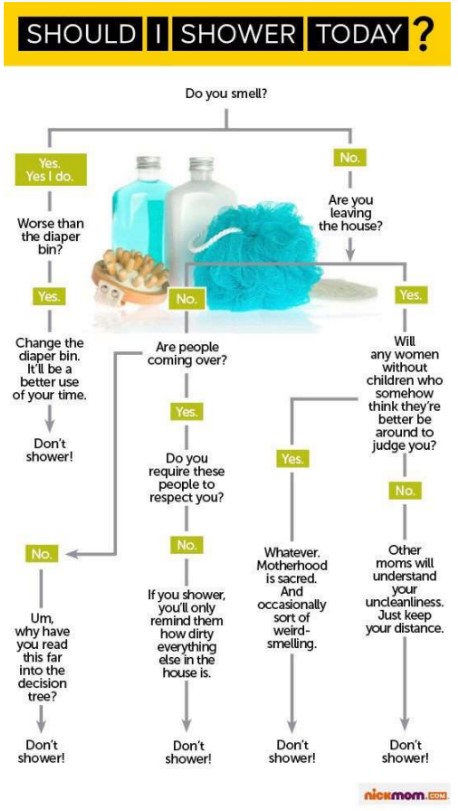 SHOULD I SHOWER TODAY?
Do you smell?
Yes.
Yes I do.
Worse than
the diaper
bin?
Yes.
Change the
diaper bin.
It'll be a
better use
of your time.
Don't
shower!
No.
Are you
leaving
the house?
No.
Are people
coming over?
Yes.
Do you
require these
people to
respect you?
No.
If you shower,
you'll only
remind them
how dirty
everything
else in the
house is.
Don't
shower!
No.
Um,
why have
you read
this far
into the
decision
tree?
Don't
shower!
Yes.
Will
any women
without
children who
somehow
think they're
better be
around to
judge you?
Yes.
Whatever.
Motherhood
is sacred.
And
occasionally
sort of
weird-
smelling.
Don't
shower!
No.
Other
moms will
understand
your
uncleanliness.
Just keep
your distance.
Don't
shower!
nickmom.COM